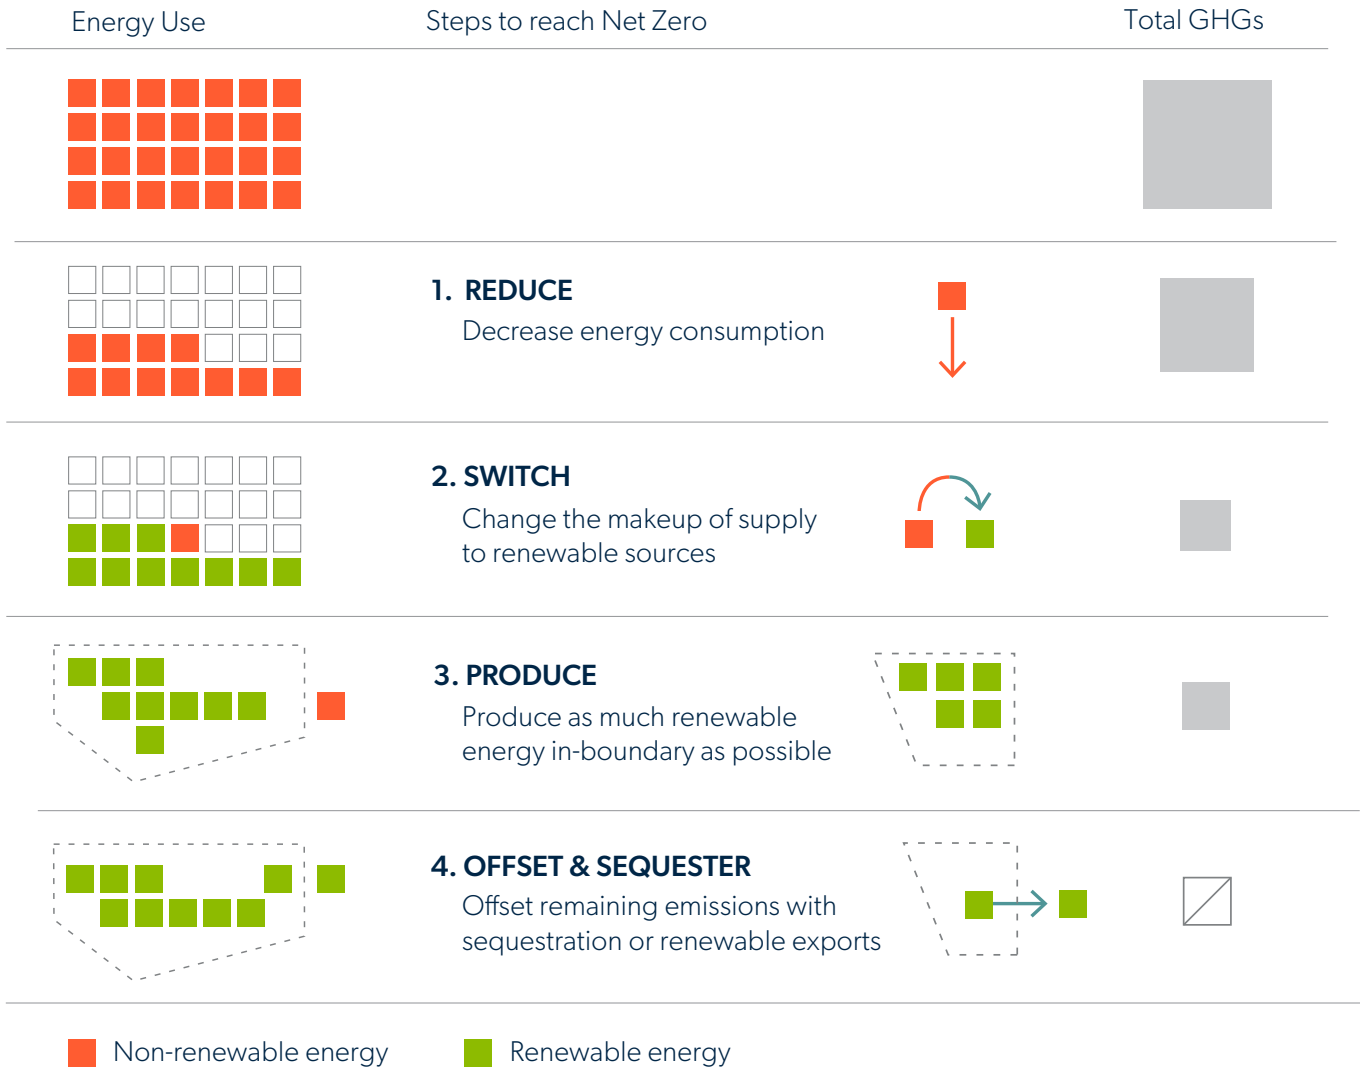 Energy Use
Steps to reach Net Zero
Total GHGs
1. REDUCE
Decrease energy consumption
2. SWITCH
Change the makeup of supply
to renewable sources
3. PRODUCE
Produce as much renewable
energy in-boundary as possible
4. OFFSET & SEQUESTER
Offset remaining emissions with
sequestration or renewable exports
Non-renewable energy
Renewable energy